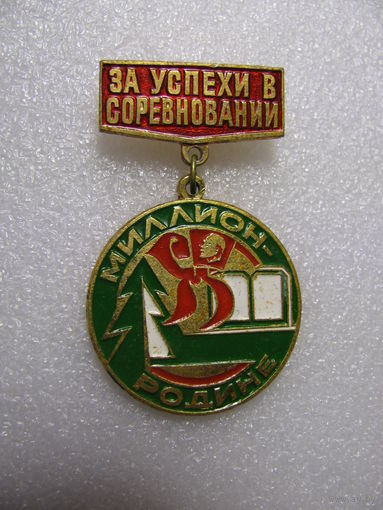 ЗА УСПЕХИ В
СОРЕВНОВАНИИ
МИЛЛИОН-
РОДИНЕ